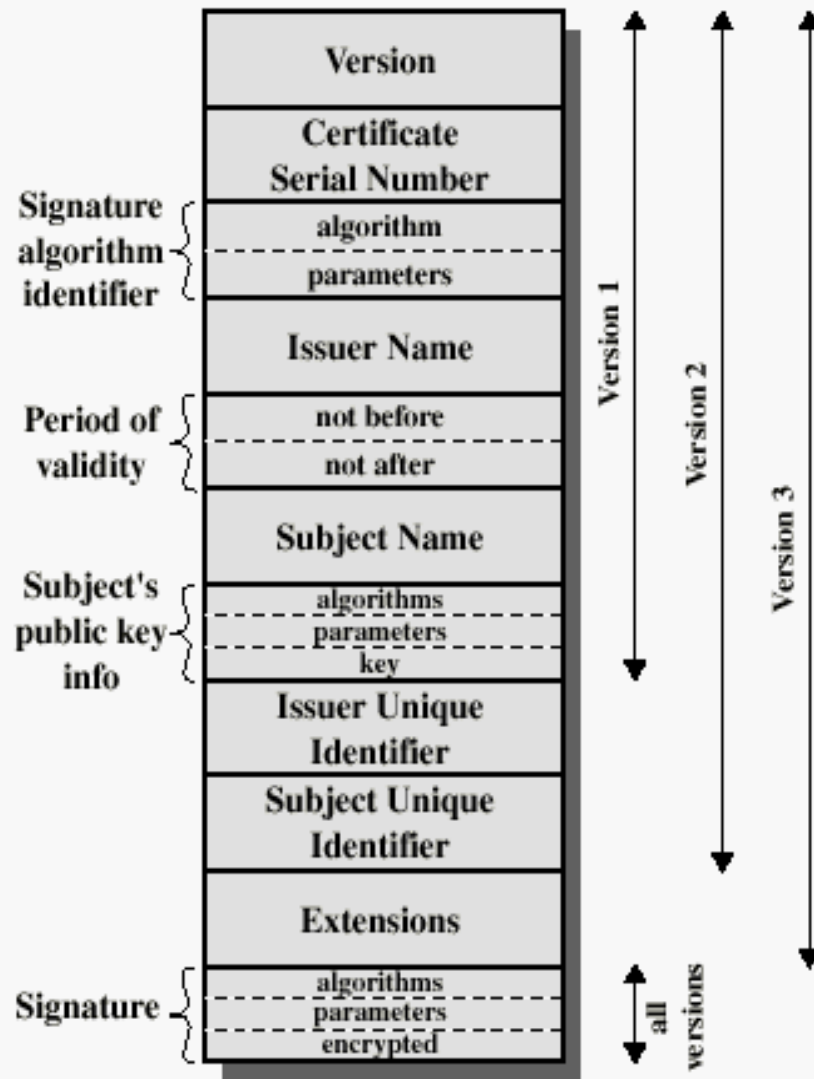 Version
Certificate
Serial Number
Signature
algorithm
identifier
algorithm
parameters
Issuer Name
Period of
validity
not before
not after
Subject Name
Subject's
public key
info
algorithms
parameters
key
Issuer Unique
Identifier
Subject Unique
Identifier
Extensions
Signature
algorithms
parameters
encrypted
Version 1
Version 2
Version 3
all
versions